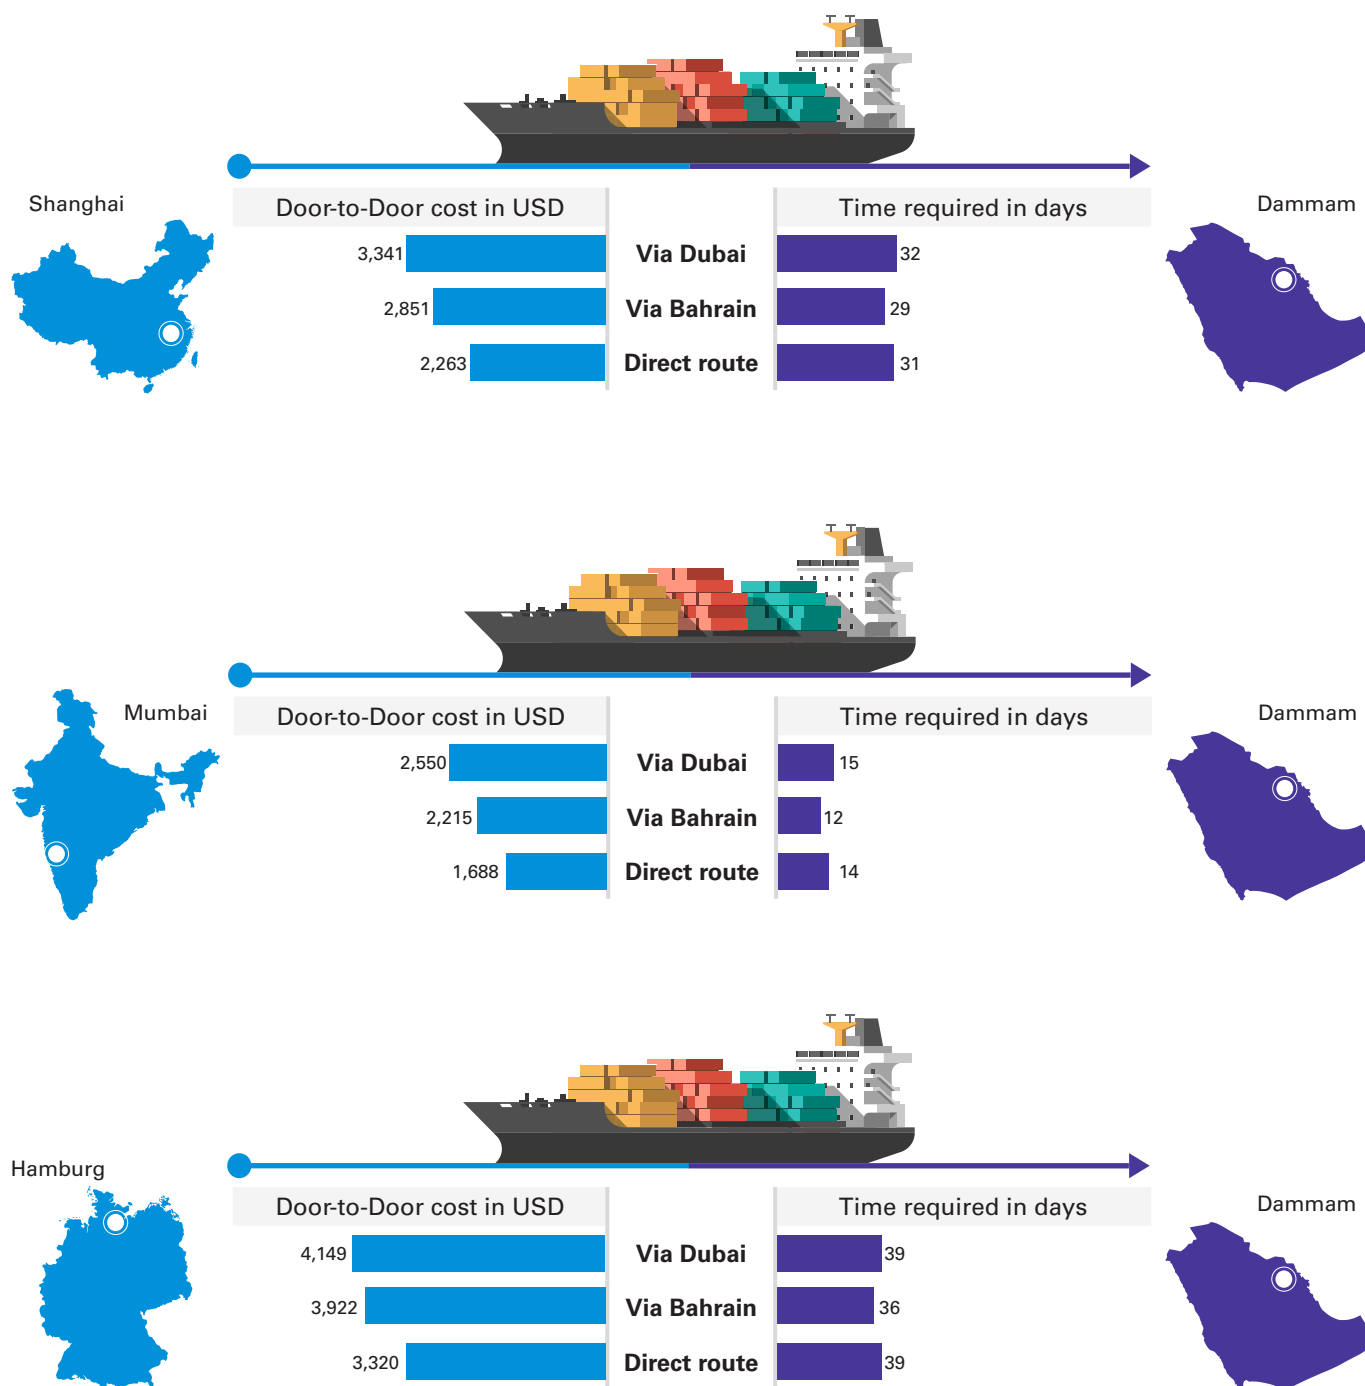 Shanghai
Dammam
Door-to-Door cost in USD
Time required in days
3,341 Via Dubai 32
2,851 Via Bahrain 29
2,263 Direct route 31
Mumbai
Dammam
Door-to-Door cost in USD
Time required in days
2,550 Via Dubai 15
2,215 Via Bahrain 12
1,688 Direct route 14
Hamburg
Dammam
Door-to-Door cost in USD
Time required in days
4,149 Via Dubai 39
3,922 Via Bahrain 36
3,320 Direct route 39